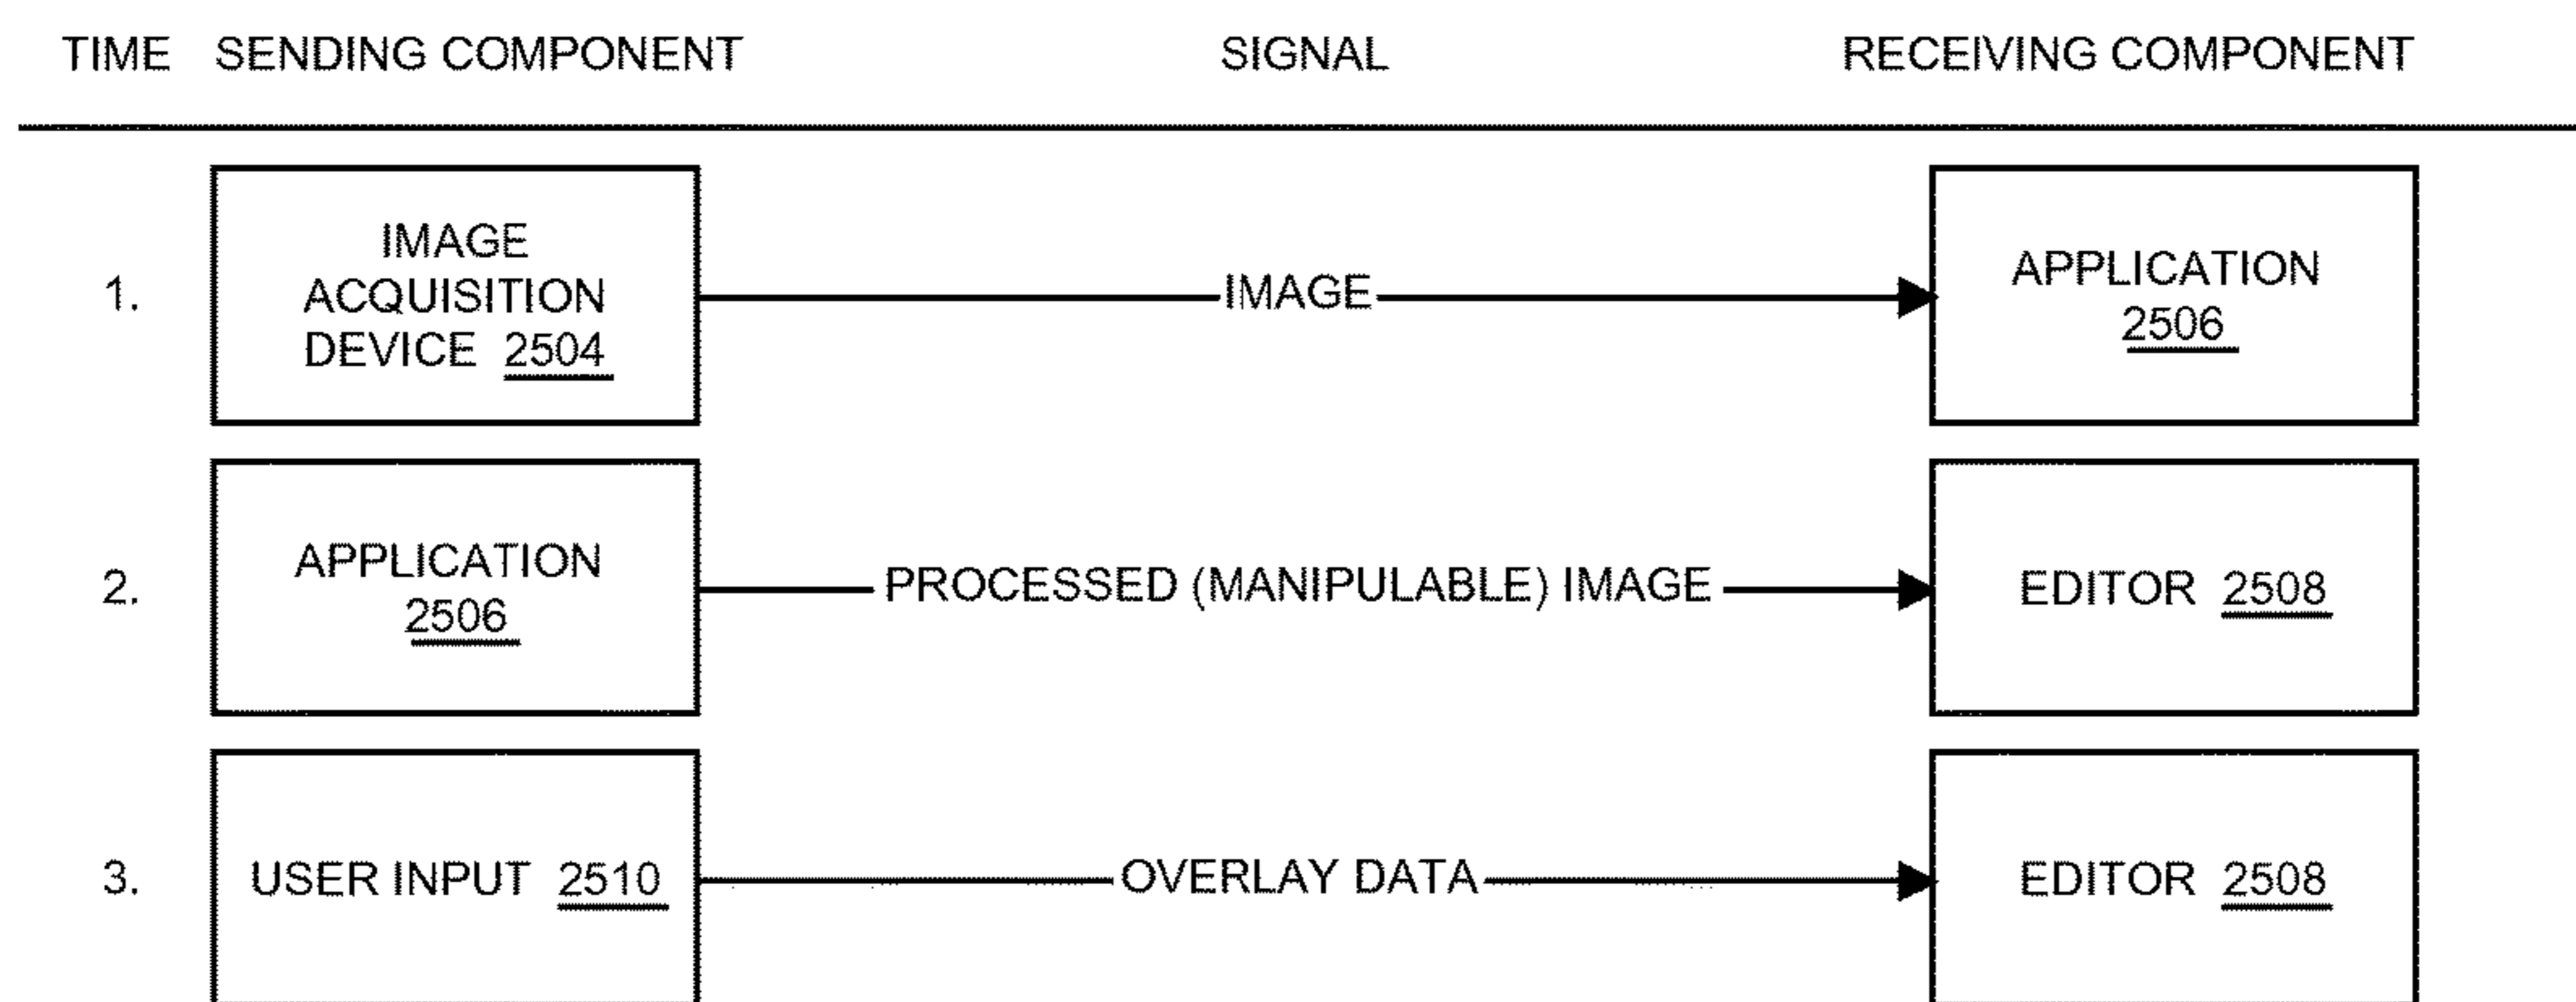 TIME SENDING COMPONENT SIGNAL RECEIVING COMPONENT
IMAGE
ACQUISITION
DEVICE 2504
1.
IMAGE
APPLICATION
2506
APPLICATION
2506
2.
PROCESSED (MANIPULABLE) IMAGE
EDITOR 2508
3.
USER INPUT 2510
OVERLAY DATA
EDITOR 2508